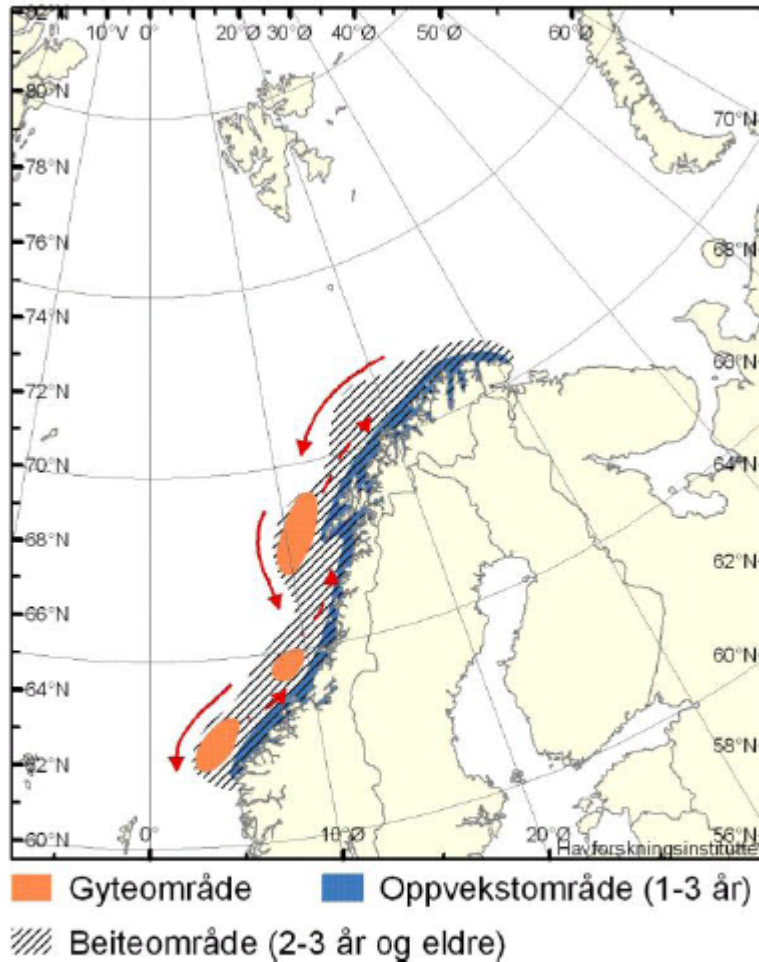 82°N 10°V 0° 20°Ø 30°Ø 40°Ø 50°Ø 60°Ø
80°N
70°N
78°N
76°N
68°N
74°N
72°N
66°N
70°N
64°N
68°N
62°N
66°N
64°N
60°N
62°N
58°N
60°N
0° 10°Ø 20°Ø 56°N
Havforskningsinstituttet
Gyteområde Oppvekstområde (1-3 år)
Beiteområde (2-3 år og eldre)